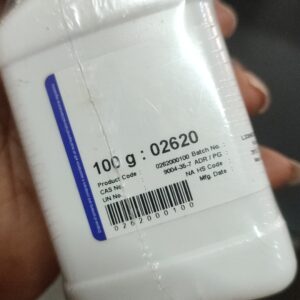 100 g : 02620
Product Code 0262000100 Batch No.
CAS No. 9004-35-7 ADR / PG
UN No. NA HS Code
Mfg. Date
0262000100